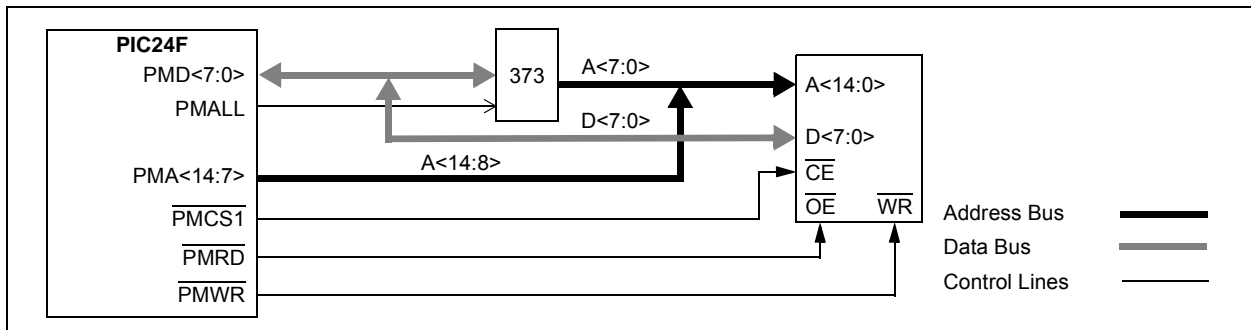 PIC24F
PMD<7:0>
PMALL
PMA<14:7>
PMCS1
PMRD
PMWR
373
A<7:0>
D<7:0>
A<14:8>
A<14:0>
D<7:0>
CE
OE WR
Address Bus
Data Bus
Control Lines